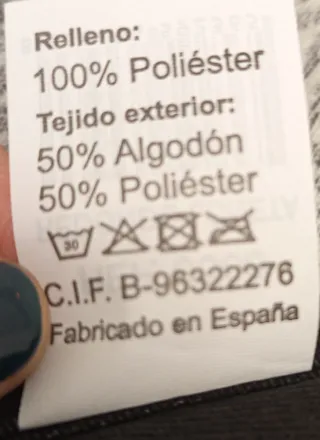 Relleno:
100% Poliéster
Tejido exterior:
50% Algodón
50% Poliéster
30
C.I.F. B-96322276
Fabricado en España